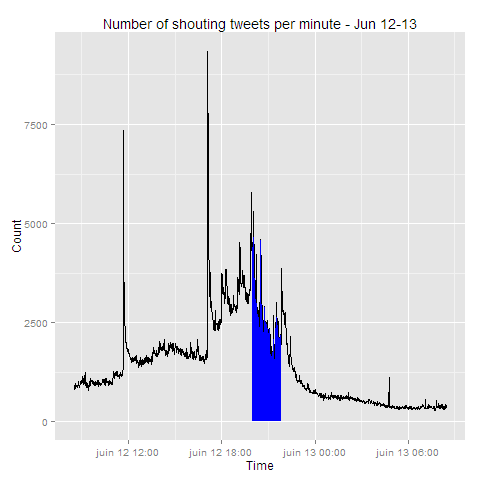 Number of shouting tweets per minute - Jun 12-13
7500
5000
2500
0
Count
juin 12 12:00 juin 12 18:00 juin 13 00:00 juin 13 06:00
Time